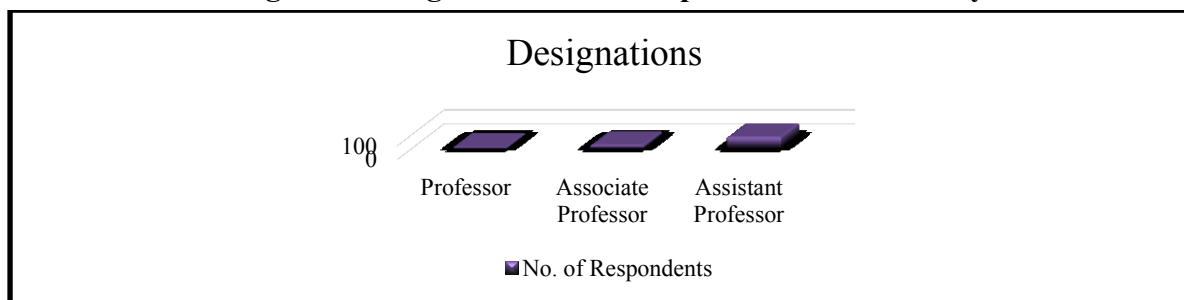 Designations
100
0
Professor
Associate
Professor
Assistant
Professor
No. of Respondents